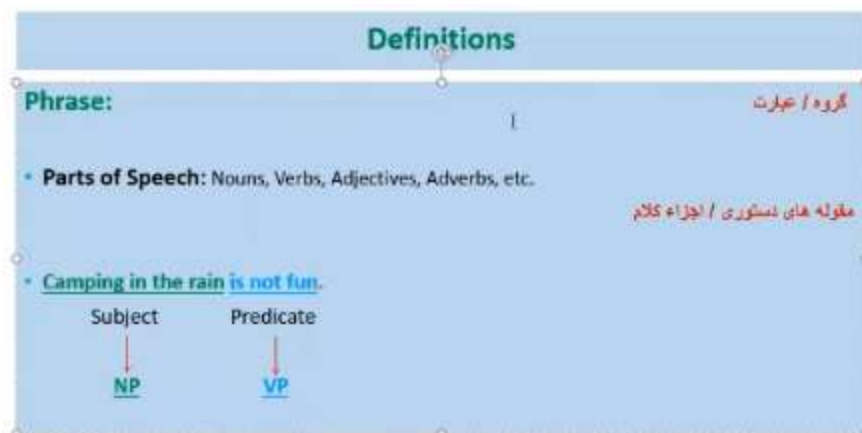 Definitions
Phrase: گروه / عبارت
• Parts of Speech: Nouns, Verbs, Adjectives, Adverbs, etc.
مقوله های دستوری / اجزاء کلام
• Camping in the rain is not fun.
Subject Predicate
NP VP